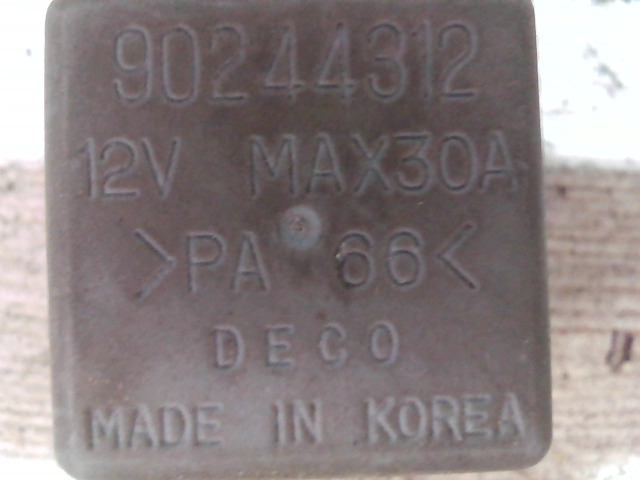 90244312
12V MAX30A
>PA 66<
DECO
MADE IN KOREA